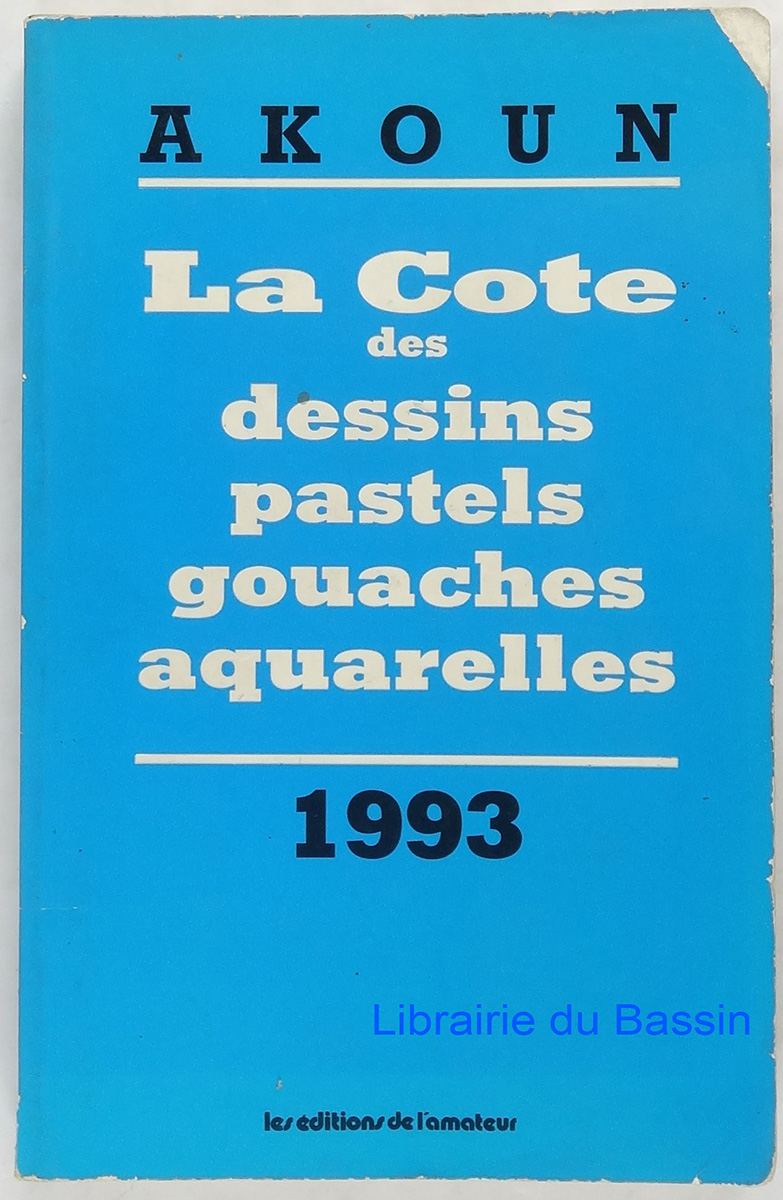 AKOUN
La Cote
des
dessins
pastels
gouaches
aquarelles
1993
Librairie du Bassin
les éditions de l'amateur